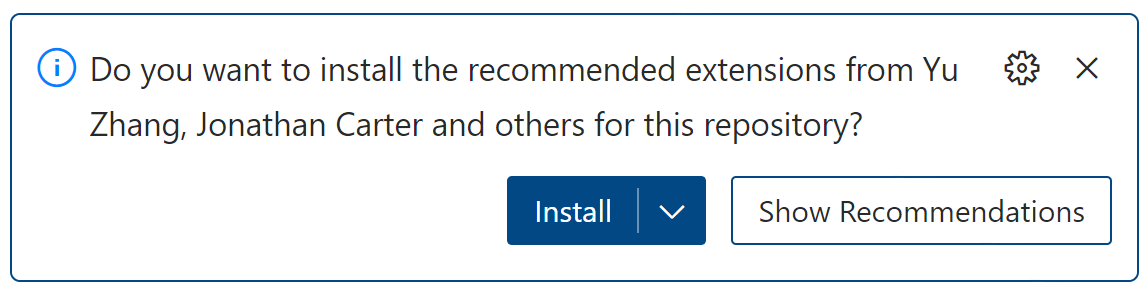 Do you want to install the recommended extensions from Yu
Zhang, Jonathan Carter and others for this repository?
Install
Show Recommendations